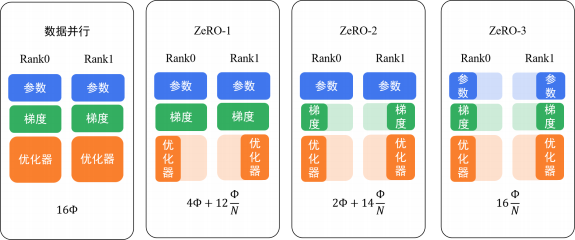 数据并行
Rank0 Rank1
参数 参数
梯度 梯度
优化器 优化器
16Φ
ZeRO-1
Rank0 Rank1
参数 参数
梯度 梯度
优化器 优化器
4Φ + 12 Φ/N
ZeRO-2
Rank0 Rank1
参数 参数
梯度 梯度
优化器 优化器
2Φ + 14 Φ/N
ZeRO-3
Rank0 Rank1
参数 参数
梯度 梯度
优化器 优化器
16 Φ/N